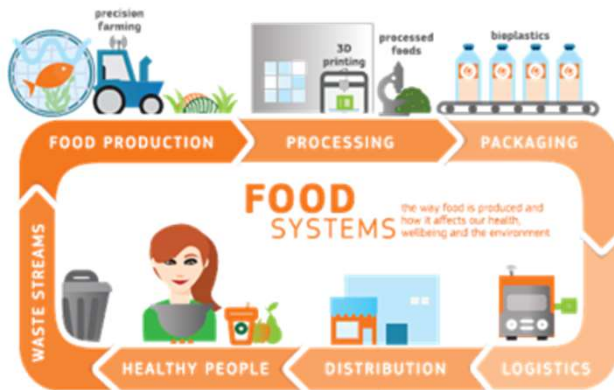 precision
farming
3D
printing
processed
foods
bioplastics
FOOD PRODUCTION
PROCESSING
PACKAGING
FOOD
SYSTEMS
the way food is produced and
how it affects our health,
wellbeing and the environment
WASTE STREAMS
HEALTHY PEOPLE
DISTRIBUTION
LOGISTICS